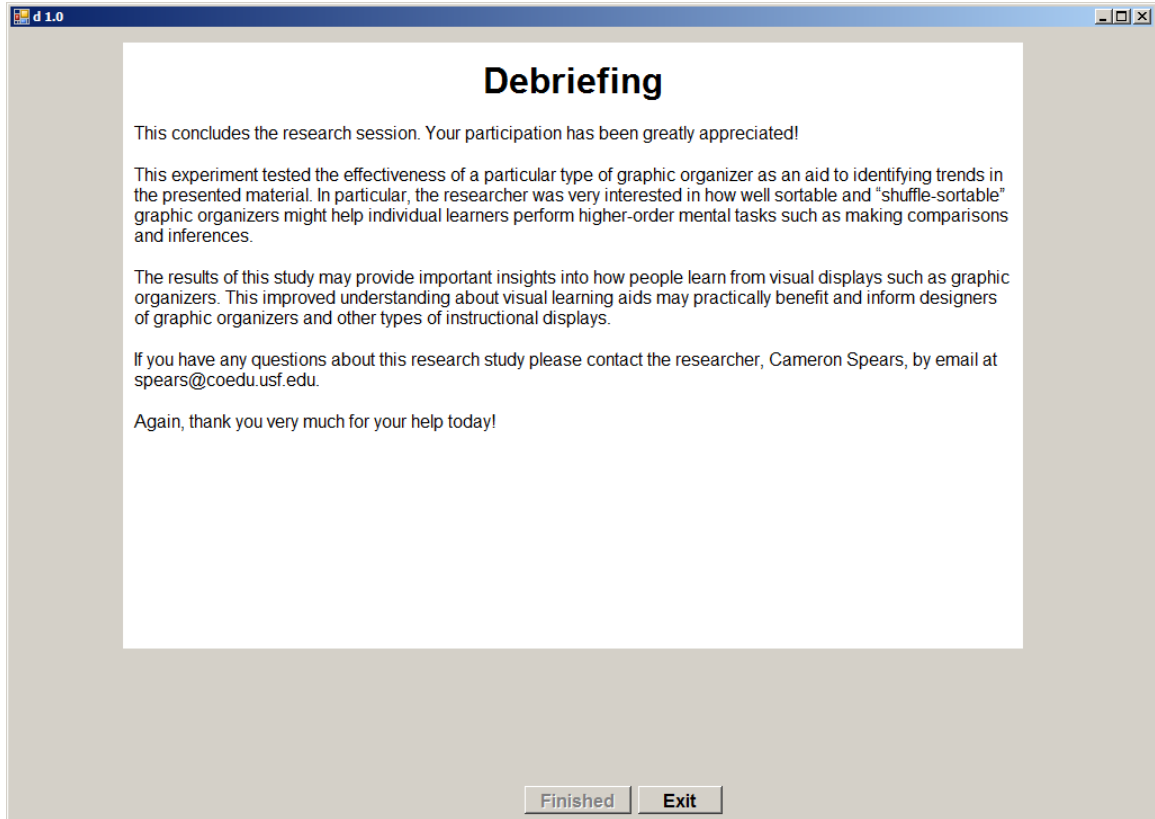 d 1.0
Debriefing
This concludes the research session. Your participation has been greatly appreciated!
This experiment tested the effectiveness of a particular type of graphic organizer as an aid to identifying trends in
the presented material. In particular, the researcher was very interested in how well sortable and “shuffle-sortable”
graphic organizers might help individual learners perform higher-order mental tasks such as making comparisons
and inferences.
The results of this study may provide important insights into how people learn from visual displays such as graphic
organizers. This improved understanding about visual learning aids may practically benefit and inform designers
of graphic organizers and other types of instructional displays.
If you have any questions about this research study please contact the researcher, Cameron Spears, by email at
spears@coedu.usf.edu.
Again, thank you very much for your help today!
Finished Exit